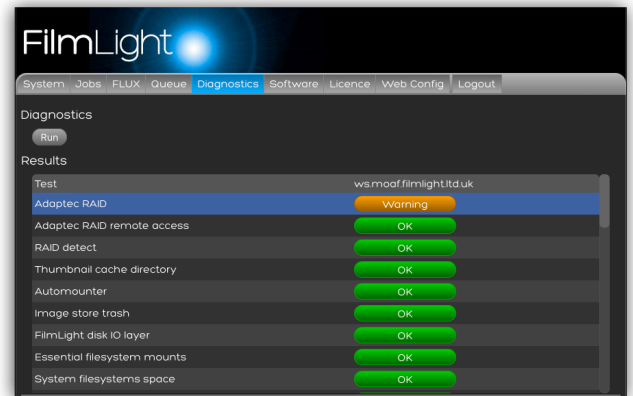 FilmLight
System Jobs FLUX Queue Diagnostics Software Licence Web Config Logout
Diagnostics
Run
Results
Test ws.moaf.filmlight.ltd.uk
Adaptec RAID Warning
Adaptec RAID remote access OK
RAID detect OK
Thumbnail cache directory OK
Automounter OK
Image store trash OK
FilmLight disk IO layer OK
Essential filesystem mounts OK
System filesystems space OK